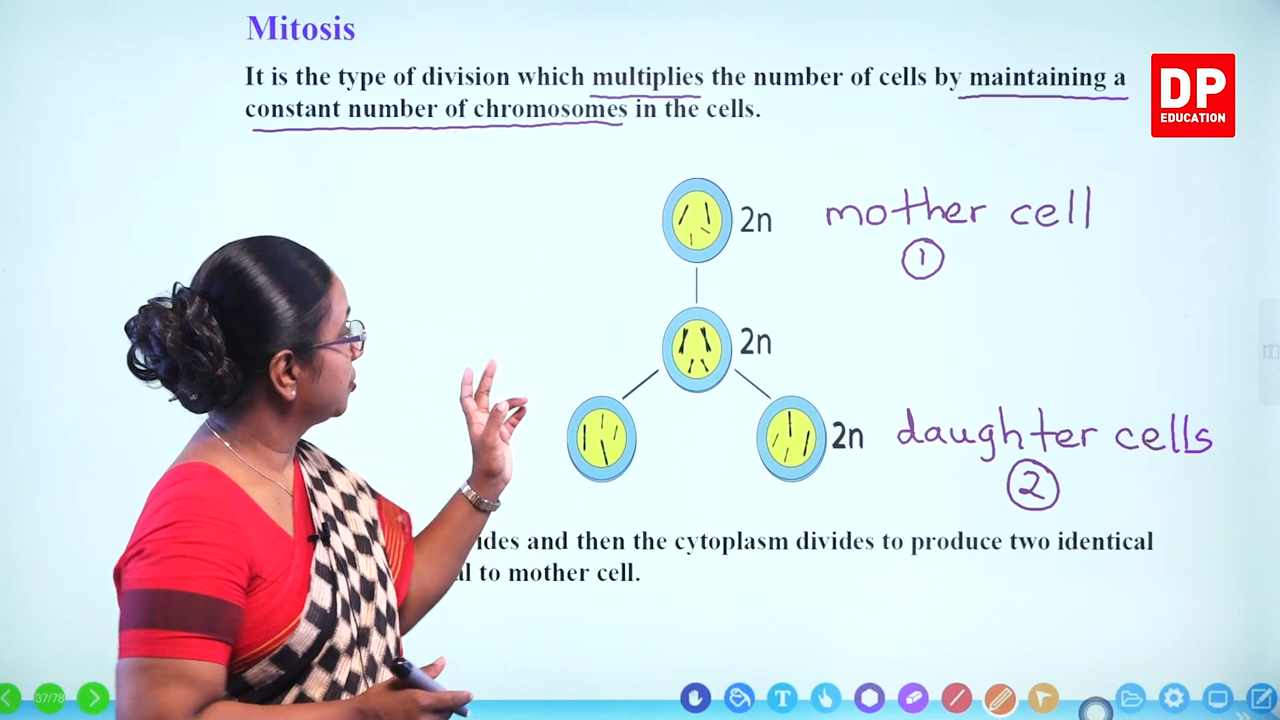 Mitosis
It is the type of division which multiplies the number of cells by maintaining a
constant number of chromosomes in the cells.
DP
EDUCATION
2n mother cell
1
2n
2n daughter cells
2
and then the cytoplasm divides to produce two identical
to mother cell.
37/78
T